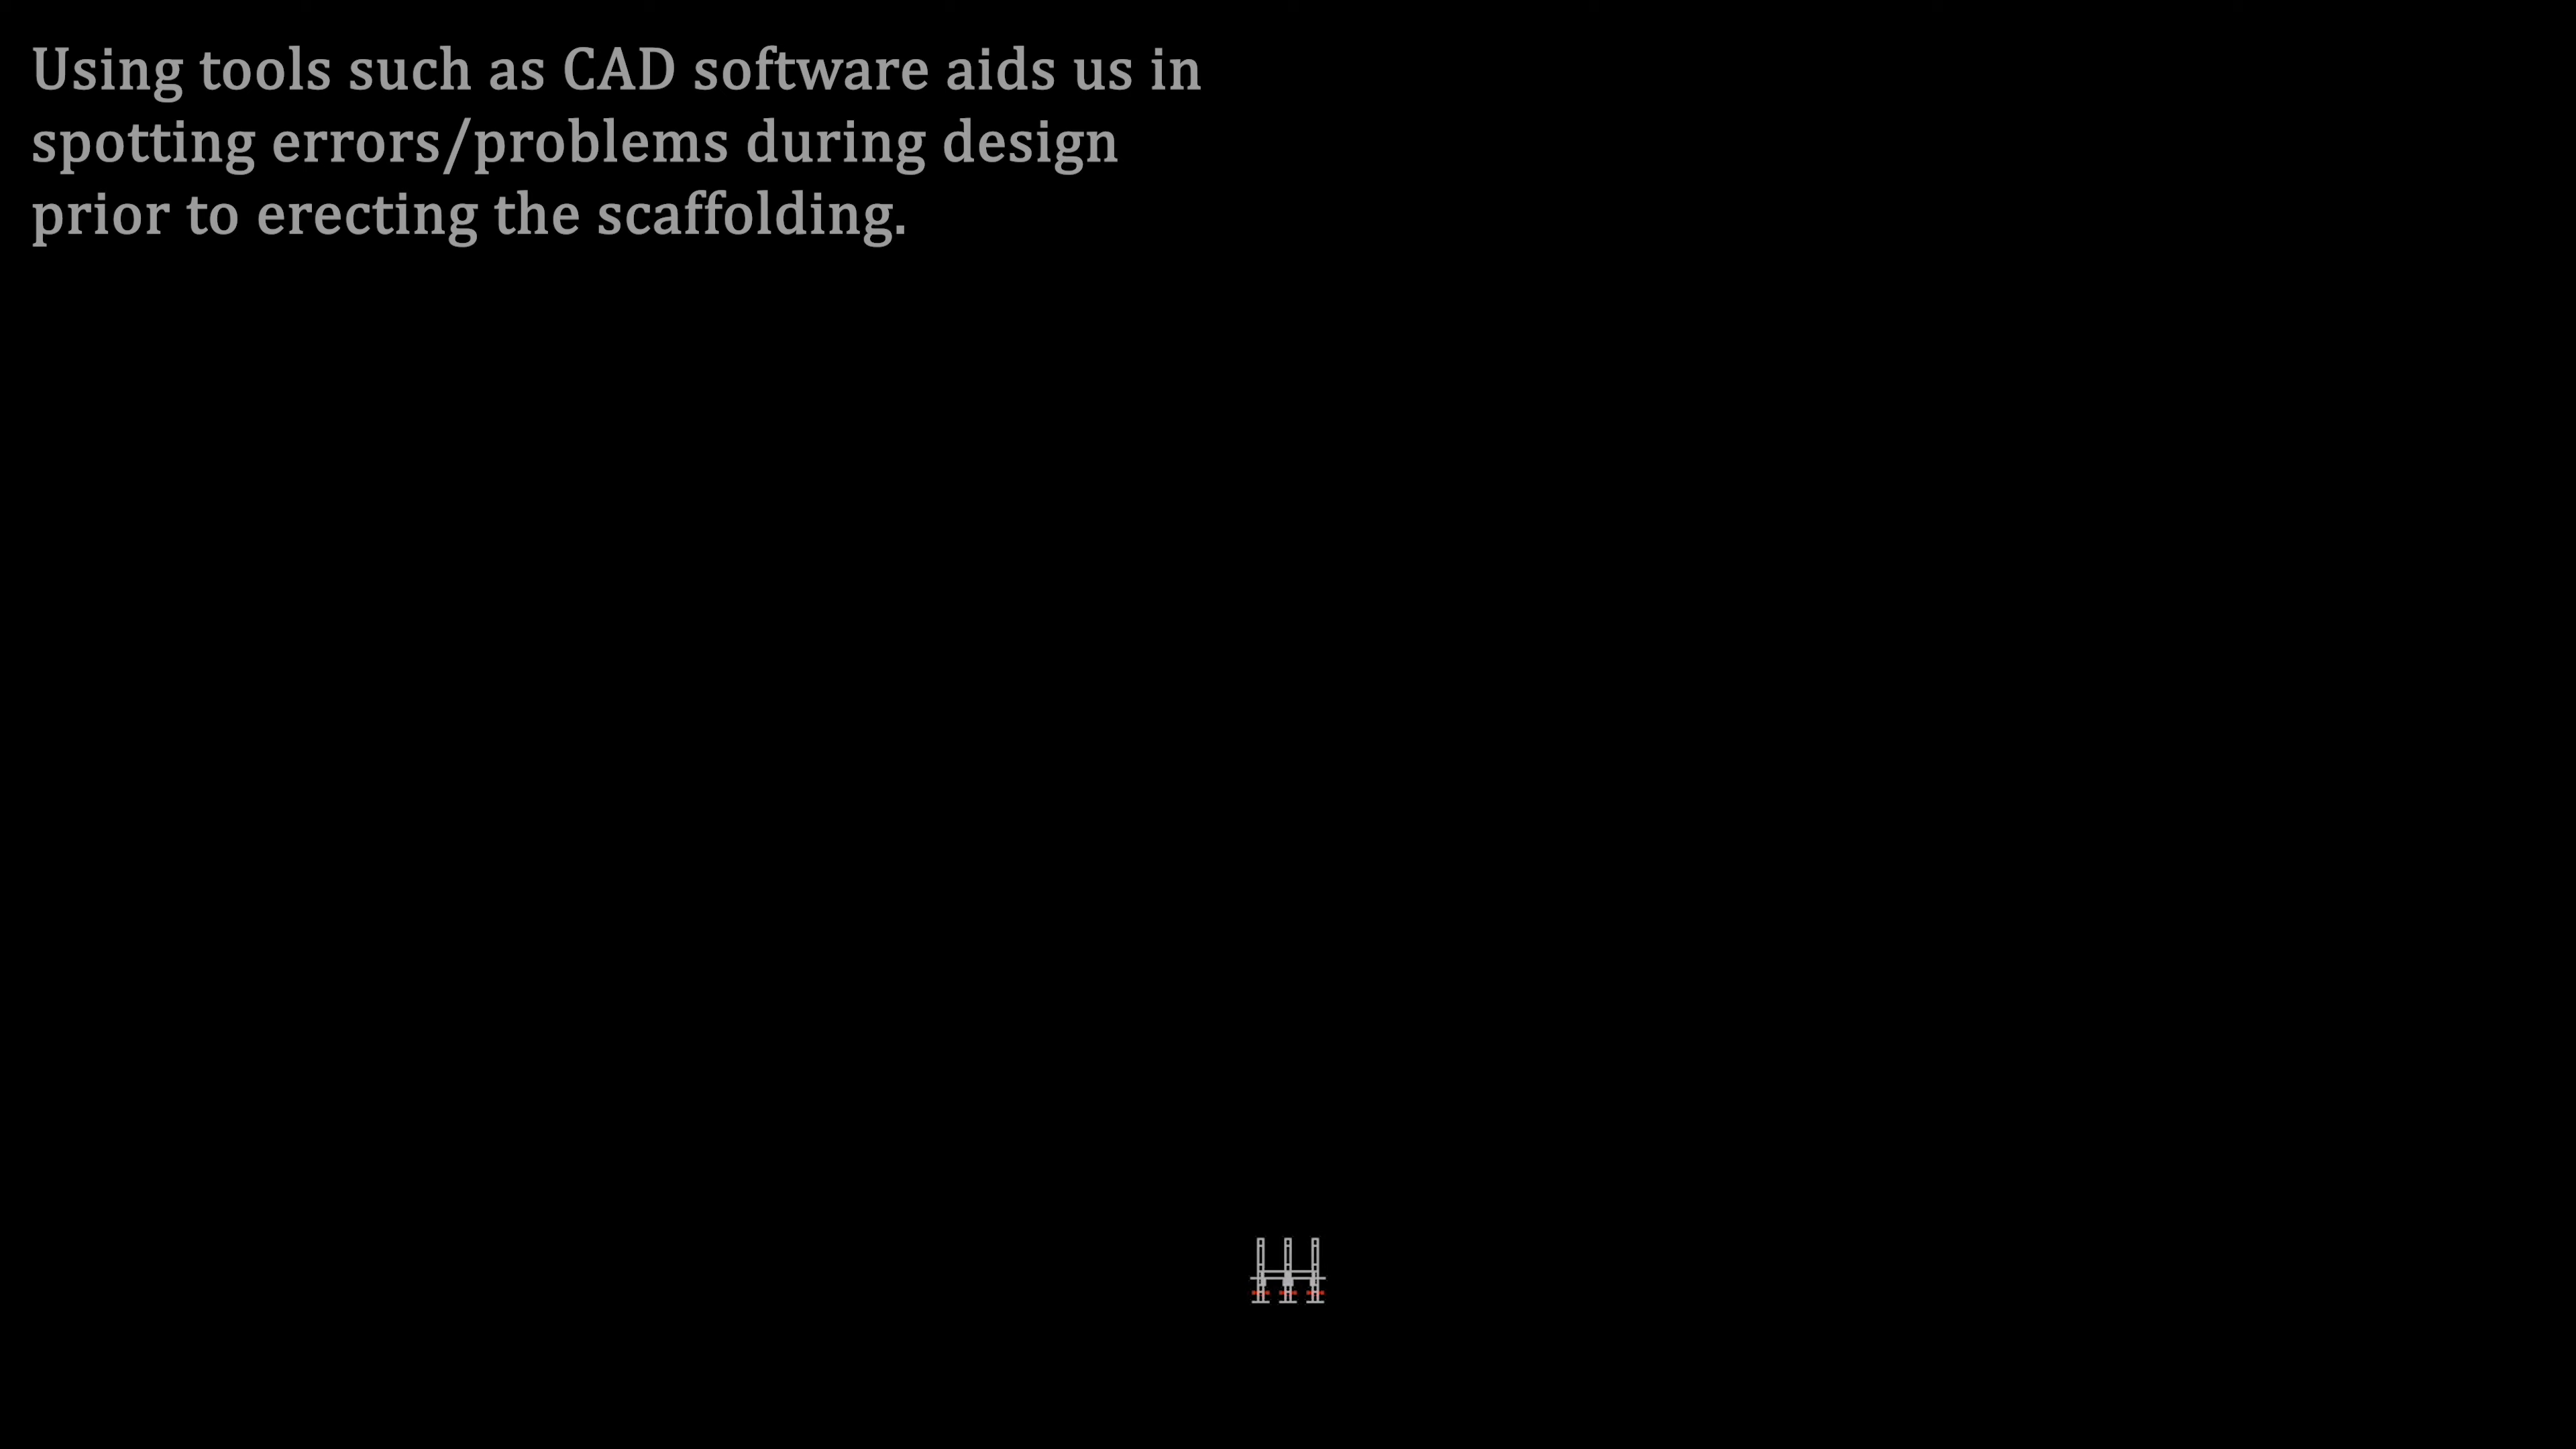 Using tools such as CAD software aids us in
spotting errors/problems during design
prior to erecting the scaffolding.